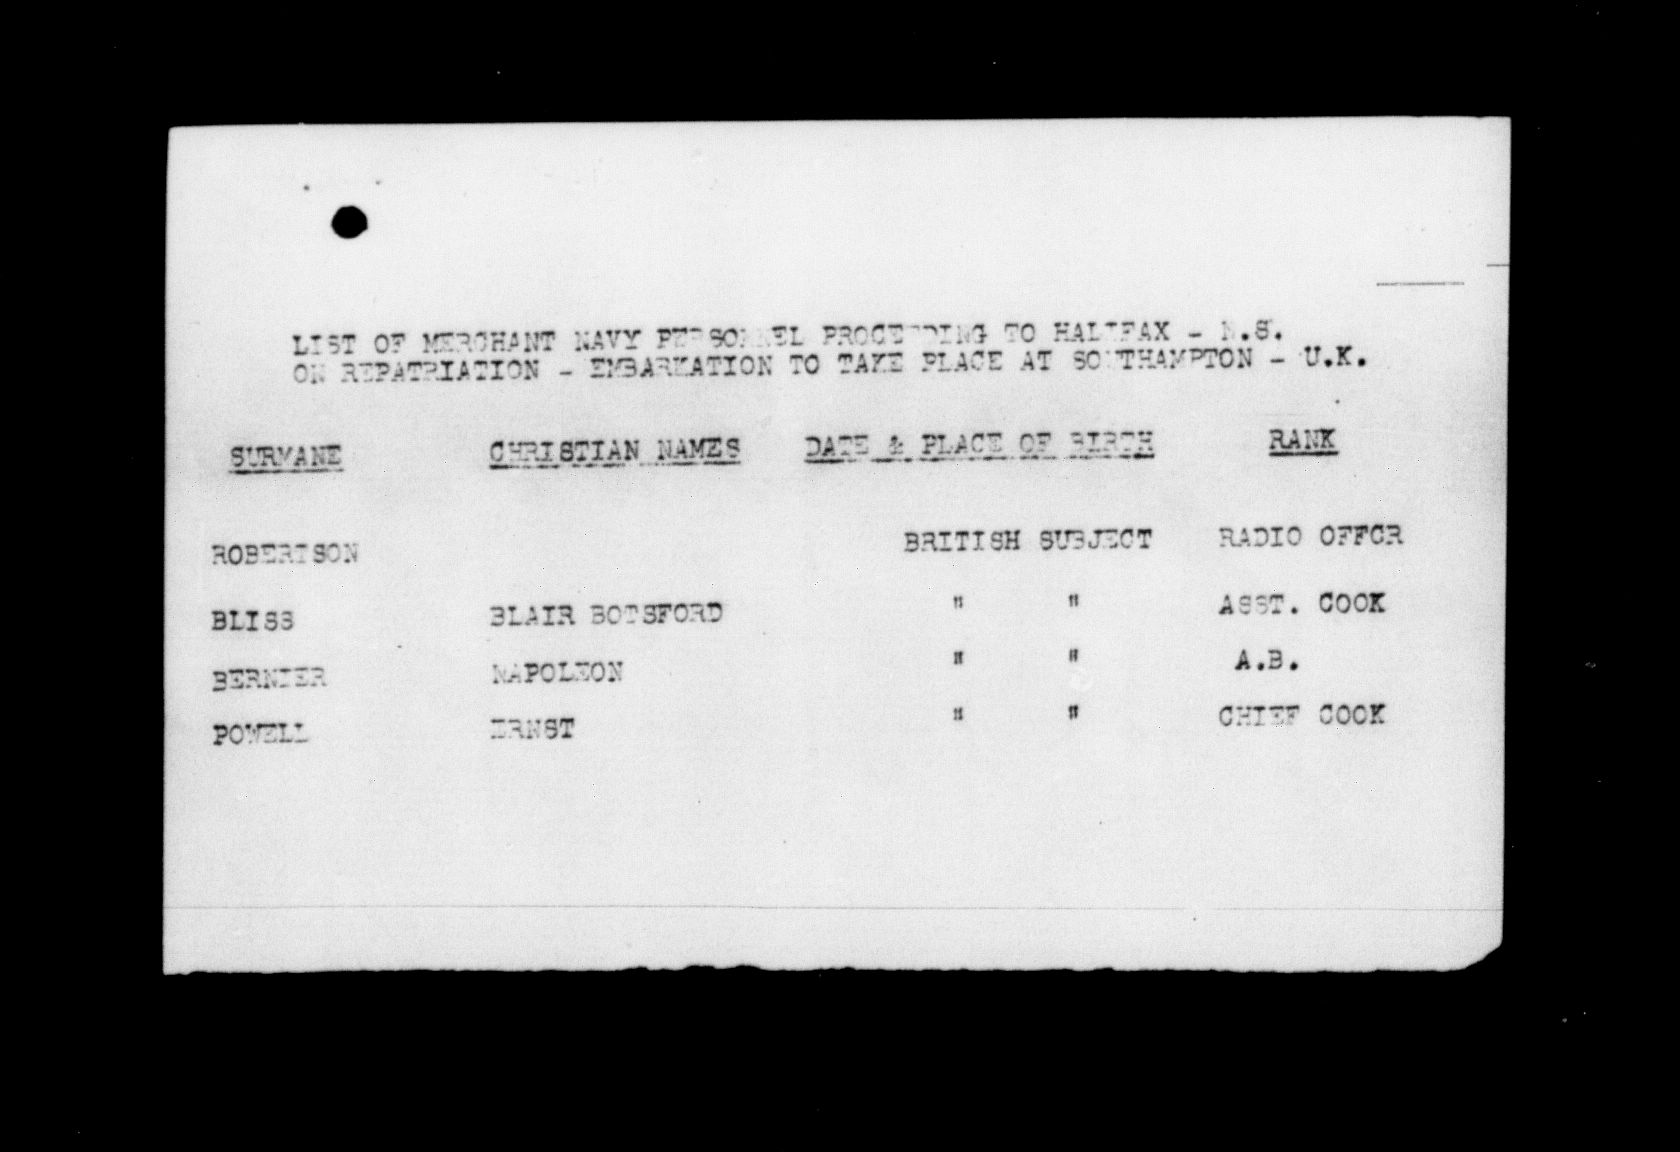 LIST OF MERCHANT NAVY PERSONNEL PROCEEDING TO HALIFAX - N.S.
ON REPATRIATION - EMBARKATION TO TAKE PLACE AT SOUTHAMPTON - U.K.
SURMANE CHRISTIAN NAMES DATE & PLACE OF BIRTH RANK
ROBERTSON BRITISH SUBJECT RADIO OFFCR
BLISS BLAIR BOTSFORD " " ASST. COOK
BERNIER NAPOLEON " " A.B.
POWELL ERNST " " CHIEF COOK